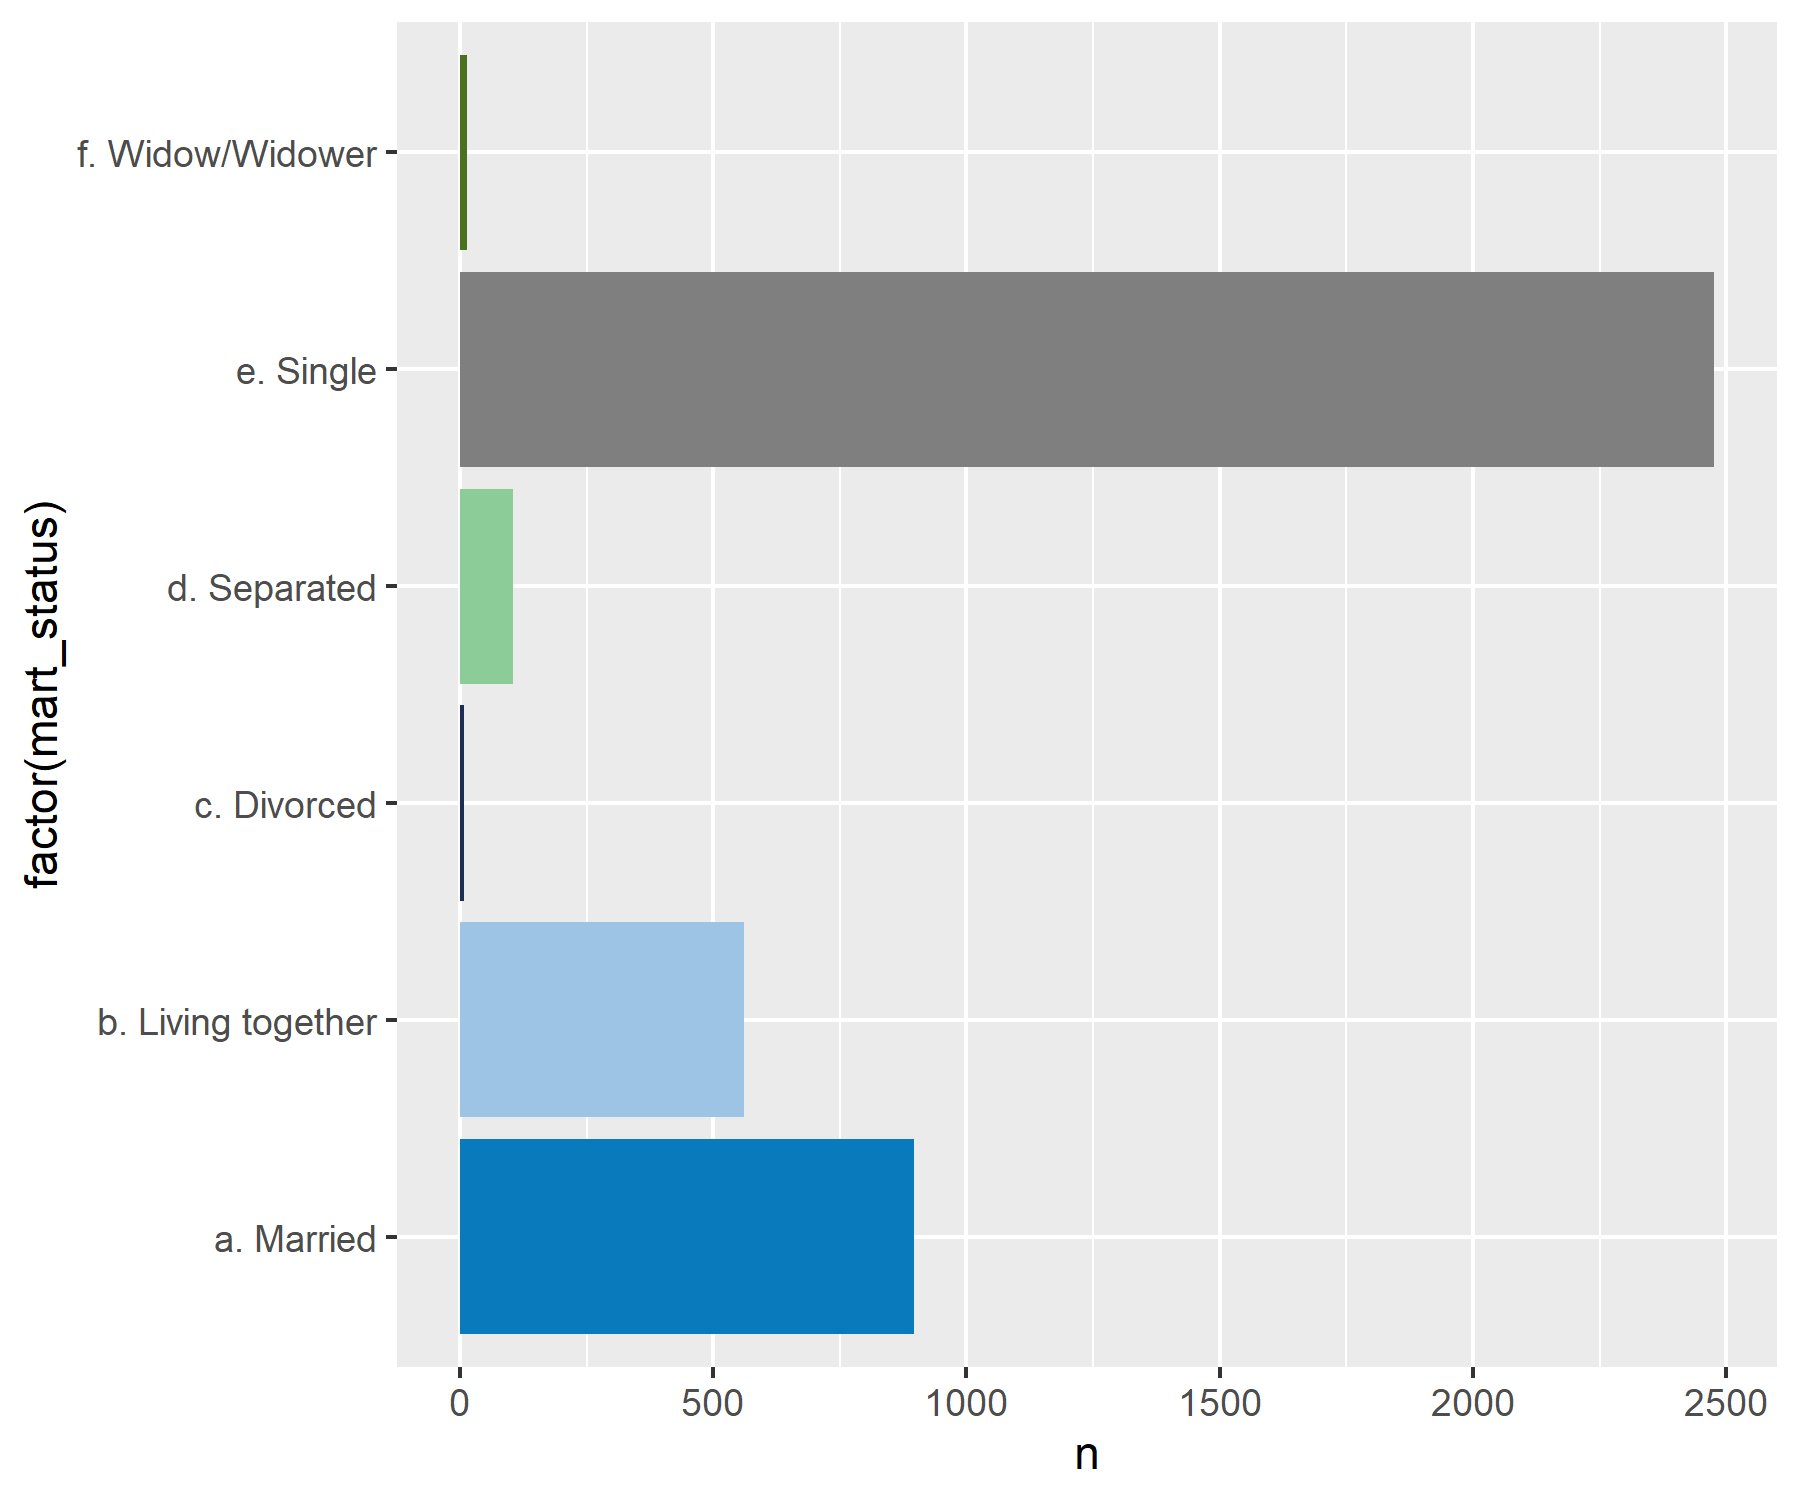 f. Widow/Widower
e. Single
d. Separated
c. Divorced
b. Living together
a. Married
factor(mart_status)
0 500 1000 1500 2000 2500
n